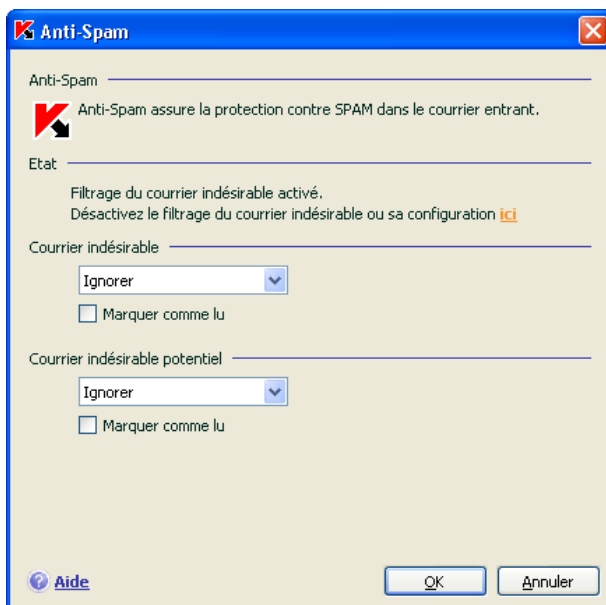 Anti-Spam
Anti-Spam
Anti-Spam assure la protection contre SPAM dans le courrier entrant.
Etat
Filtrage du courrier indésirable activé.
Désactivez le filtrage du courrier indésirable ou sa configuration ici
Courrier indésirable
Ignorer
Marquer comme lu
Courrier indésirable potentiel
Ignorer
Marquer comme lu
Aide
OK
Annuler